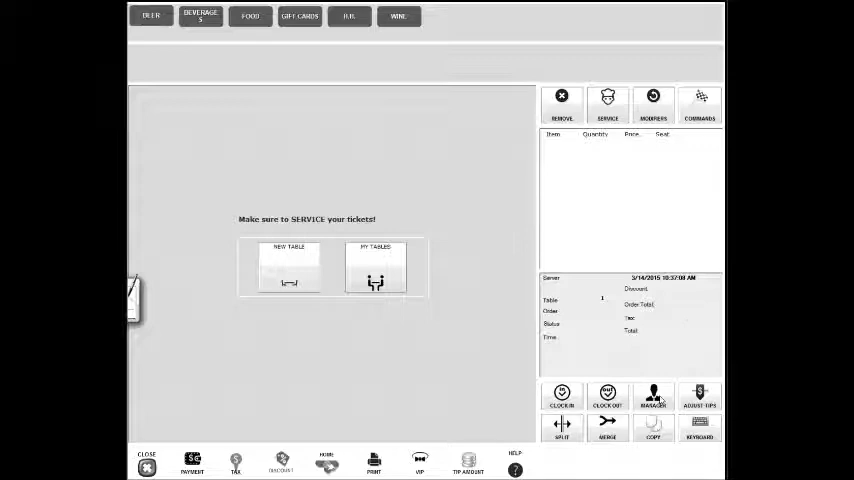 BEER
BEVERAGE
S
FOOD
GIFT CARDS
WINE
REMOVE
SERVICE
MODIFIERS
COMMANDS
Item Quantity Price Seat
Make sure to SERVICE your tickets!
NEW TABLE
MY TABLES
Server 3/14/2015 10:37:08 AM
Discount
Table 1 Order Total:
Order
Tax:
Status
Total:
Time
CLOCK IN
CLOCK OUT
MANAGER
ADJUST TIPS
SPLIT
MERGE
COPY
KEYBOARD
CLOSE
PAYMENT
TAX
DISCOUNT
HOME
PRINT
VIP
TIP AMOUNT
HELP